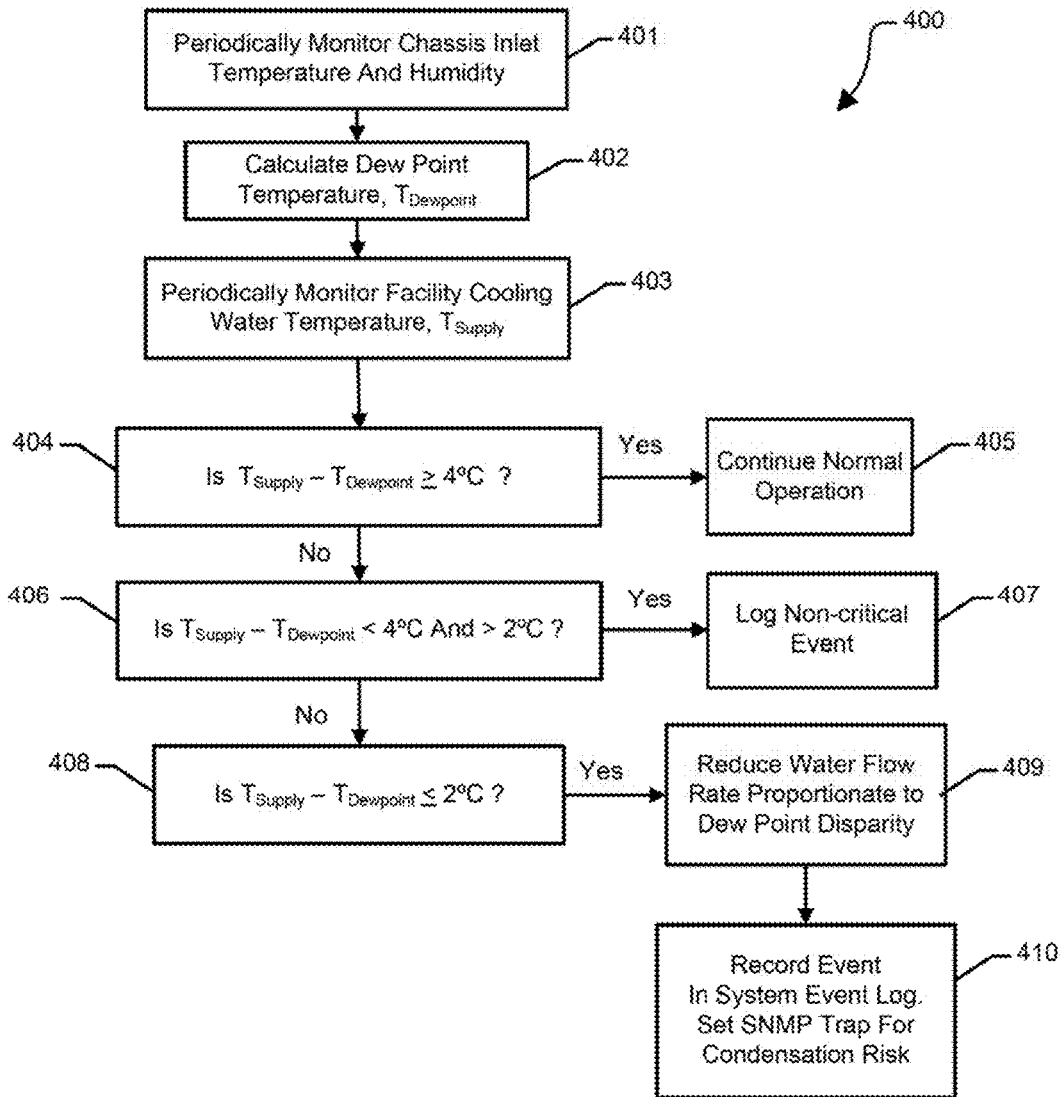 400
Periodically Monitor Chassis Inlet
Temperature And Humidity
401
Calculate Dew Point
Temperature, TDewpoint
402
Periodically Monitor Facility Cooling
Water Temperature, TSupply
403
404
Is TSupply – TDewpoint ≥ 4ºC ?
Yes
Continue Normal
Operation
405
No
406
Is TSupply – TDewpoint < 4ºC And > 2ºC ?
Yes
Log Non-critical
Event
407
No
408
Is TSupply – TDewpoint ≤ 2ºC ?
Yes
Reduce Water Flow
Rate Proportionate to
Dew Point Disparity
409
Record Event
In System Event Log.
Set SNMP Trap For
Condensation Risk
410